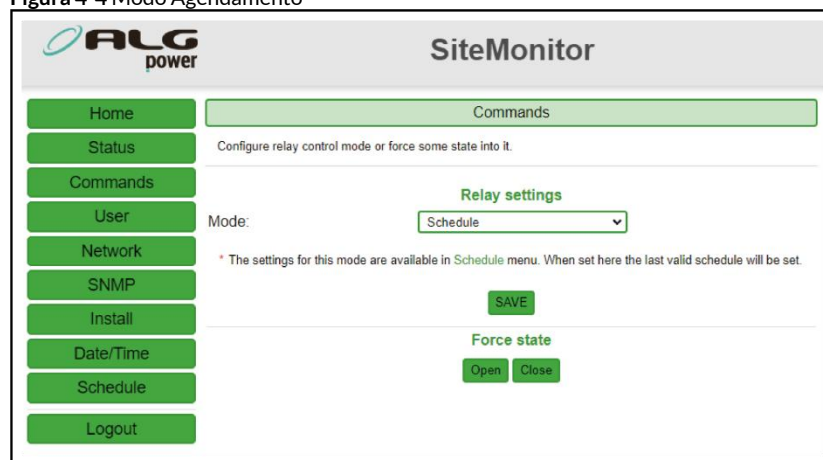 Figura 4-4 Modo Agendamento
ALG
power
SiteMonitor
Home
Status
Commands
User
Network
SNMP
Install
Date/Time
Schedule
Logout
Commands
Configure relay control mode or force some state into it.
Relay settings
Mode:
Schedule
* The settings for this mode are available in Schedule menu. When set here the last valid schedule will be set.
SAVE
Force state
Open
Close